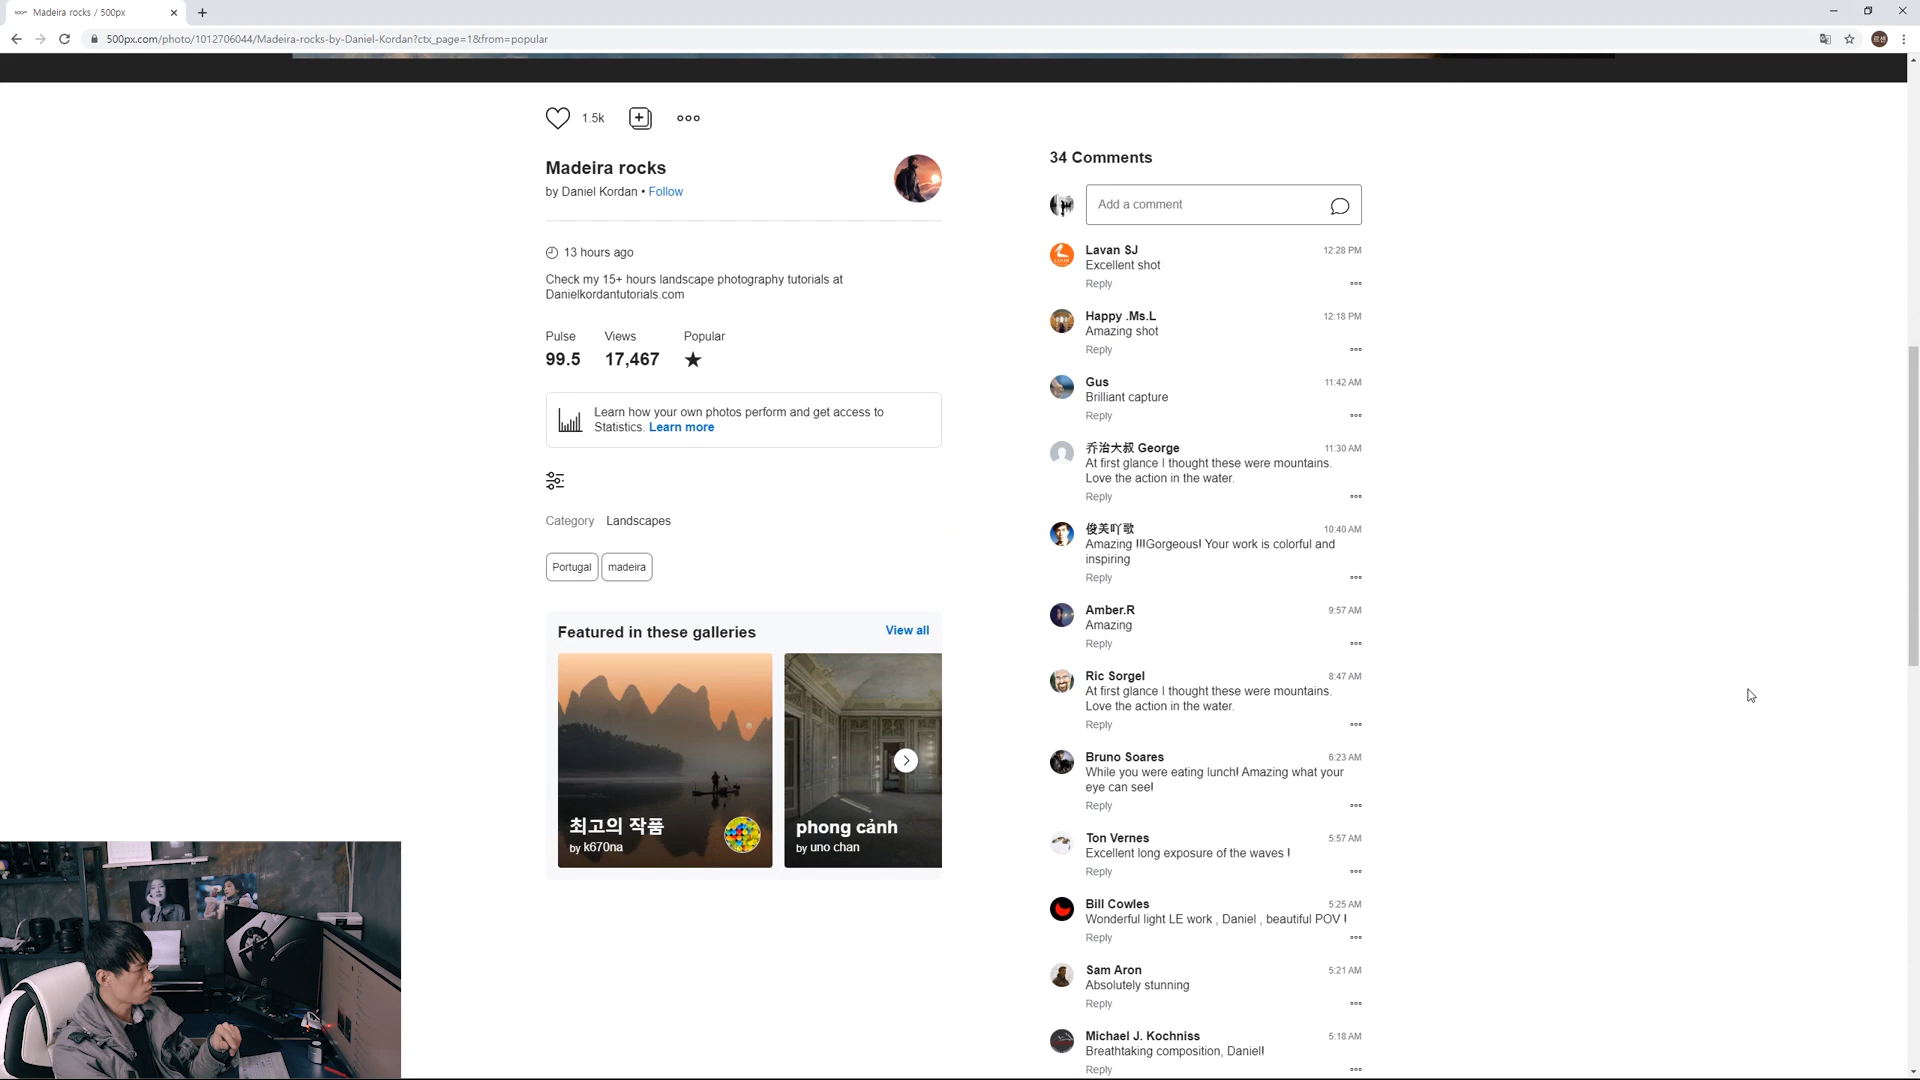 Madeira rocks / 500px
500px.com/photo/1012706044/Madeira-rocks-by-Daniel-Kordan?ctx_page=1&from=popular
1.5k
Madeira rocks
by Daniel Kordan • Follow
13 hours ago
Check my 15+ hours landscape photography tutorials at
Danielkordantutorials.com
Pulse Views Popular
99.5 17,467
Learn how your own photos perform and get access to
Statistics. Learn more
Category Landscapes
Portugal madeira
Featured in these galleries View all
최고의 작품
by k670na
phong cảnh
by uno chan
34 Comments
Add a comment
Lavan SJ 12:28 PM
Excellent shot
Reply
Happy .Ms.L 12:18 PM
Amazing shot
Reply
Gus 11:42 AM
Brilliant capture
Reply
乔治大叔 George 11:30 AM
At first glance I thought these were mountains.
Love the action in the water.
Reply
俊美吖歌 10:40 AM
Amazing !!!Gorgeous! Your work is colorful and
inspiring
Reply
Amber.R 9:57 AM
Amazing
Reply
Ric Sorgel 8:47 AM
At first glance I thought these were mountains.
Love the action in the water.
Reply
Bruno Soares 6:23 AM
While you were eating lunch! Amazing what your
eye can see!
Reply
Ton Vernes 5:57 AM
Excellent long exposure of the waves !
Reply
Bill Cowles 5:25 AM
Wonderful light LE work , Daniel , beautiful POV !
Reply
Sam Aron 5:21 AM
Absolutely stunning
Reply
Michael J. Kochniss 5:18 AM
Breathtaking composition, Daniel!
Reply